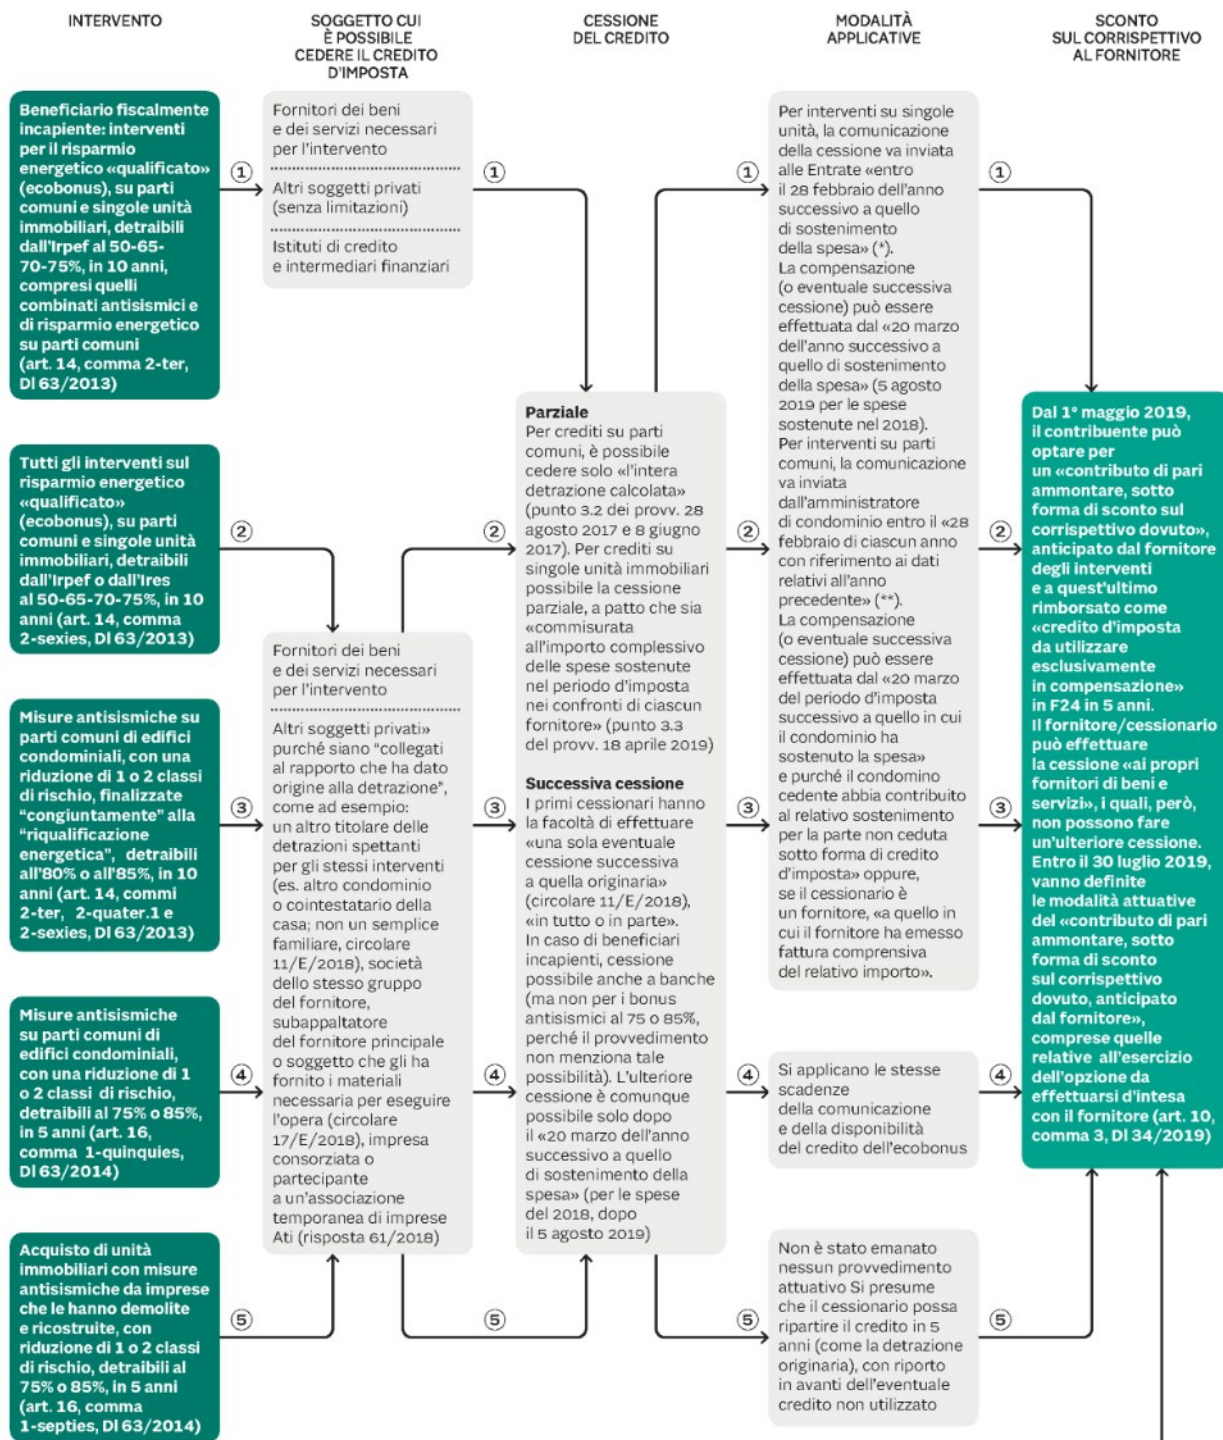 INTERVENTO
SOGGETTO CUI
È POSSIBILE
CEDERE IL CREDITO
D'IMPOSTA
CESSIONE
DEL CREDITO
MODALITÀ
APPLICATIVE
SCONTO
SUL CORRISPETTIVO
AL FORNITORE
Beneficiario fiscalmente
incapiente: interventi
per il risparmio
energetico «qualificato»
(ecobonus), su parti
comuni e singole unità
immobiliari, detraibili
dall'Irpef al 50-65-
70-75%, in 10 anni,
compresi quelli
combinati antisismici e
di risparmio energetico
su parti comuni
(art. 14, comma 2-ter,
Dl 63/2013)
1
Fornitori dei beni
e dei servizi necessari
per l'intervento
Altri soggetti privati
(senza limitazioni)
Istituti di credito
e intermediari finanziari
1
Tutti gli interventi sul
risparmio energetico
«qualificato»
(ecobonus), su parti
comuni e singole unità
immobiliari, detraibili
dall'Irpef o dall'Ires
al 50-65-70-75%, in 10
anni (art. 14, comma
2-sexies, Dl 63/2013)
2
Misure antisismiche su
parti comuni di edifici
condominiali, con una
riduzione di 1 o 2 classi
di rischio, finalizzate
“congiuntamente” alla
“riqualificazione
energetica”, detraibili
all'80% o all'85%, in 10
anni (art. 14, commi
2-ter, 2-quater.1 e
2-sexies, Dl 63/2013)
3
Misure antisismiche
su parti comuni di
edifici condominiali,
con una riduzione di 1
o 2 classi di rischio,
detraibili al 75% o 85%,
in 5 anni (art. 16,
comma 1-quinquies,
Dl 63/2014)
4
Acquisto di unità
immobiliari con misure
antisismiche da imprese
che le hanno demolite
e ricostruite, con
riduzione di 1 o 2 classi
di rischio, detraibili al
75% o 85%, in 5 anni
(art. 16, comma
1-septies, Dl 63/2014)
5
Fornitori dei beni
e dei servizi necessari
per l'intervento
Altri soggetti privati»
purché siano “collegati
al rapporto che ha dato
origine alla detrazione”,
come ad esempio:
un altro titolare delle
detrazioni spettanti
per gli stessi interventi
(es. altro condominio
o cointestatario della
casa; non un semplice
familiare, circolare
11/E/2018), società
dello stesso gruppo
del fornitore,
subappaltatore
del fornitore principale
o soggetto che gli ha
fornito i materiali
necessaria per eseguire
l'opera (circolare
17/E/2018), impresa
consorziata o
partecipante
a un'associazione
temporanea di imprese
Ati (risposta 61/2018)
2
3
4
5
Parziale
Per crediti su parti
comuni, è possibile
cedere solo «l'intera
detrazione calcolata»
(punto 3.2 dei provv. 28
agosto 2017 e 8 giugno
2017). Per crediti su
singole unità immobiliari
possibile la cessione
parziale, a patto che sia
«commisurata
all'importo complessivo
delle spese sostenute
nel periodo d'imposta
nei confronti di ciascun
fornitore» (punto 3.3
del provv. 18 aprile 2019)
Successiva cessione
I primi cessionari hanno
la facoltà di effettuare
«una sola eventuale
cessione successiva
a quella originaria»
(circolare 11/E/2018),
«in tutto o in parte».
In caso di beneficiari
incapienti, cessione
possibile anche a banche
(ma non per i bonus
antisismici al 75 o 85%,
perché il provvedimento
non menziona tale
possibilità). L'ulteriore
cessione è comunque
possibile solo dopo
il «20 marzo dell'anno
successivo a quello
di sostenimento della
spesa» (per le spese
del 2018, dopo
il 5 agosto 2019)
1
2
3
4
5
Per interventi su singole
unità, la comunicazione
della cessione va inviata
alle Entrate «entro
il 28 febbraio dell'anno
successivo a quello
di sostenimento
della spesa» (*).
La compensazione
(o eventuale successiva
cessione) può essere
effettuata dal «20 marzo
dell'anno successivo a
quello di sostenimento
della spesa» (5 agosto
2019 per le spese
sostenute nel 2018).
Per interventi su parti
comuni, la comunicazione
va inviata
dall'amministratore
di condominio entro il «28
febbraio di ciascun anno
con riferimento ai dati
relativi all'anno
precedente» (**).
La compensazione
(o eventuale successiva
cessione) può essere
effettuata dal «20 marzo
del periodo d'imposta
successivo a quello in cui
il condominio ha
sostenuto la spesa»
e purché il condomino
cedente abbia contribuito
al relativo sostenimento
per la parte non ceduta
sotto forma di credito
d'imposta» oppure,
se il cessionario è
un fornitore, «a quello in
cui il fornitore ha emesso
fattura comprensiva
del relativo importo».
Si applicano le stesse
scadenze
della comunicazione
e della disponibilità
del credito dell'ecobonus
Non è stato emanato
nessun provvedimento
attuativo Si presume
che il cessionario possa
ripartire il credito in 5
anni (come la detrazione
originaria), con riporto
in avanti dell'eventuale
credito non utilizzato
1
2
3
4
5
Dal 1° maggio 2019,
il contribuente può
optare per
un «contributo di pari
ammontare, sotto
forma di sconto sul
corrispettivo dovuto»,
anticipato dal fornitore
degli interventi
e a quest'ultimo
rimborsato come
«credito d'imposta
da utilizzare
esclusivamente
in compensazione»
in F24 in 5 anni.
Il fornitore/cessionario
può effettuare
la cessione «ai propri
fornitori di beni e
servizi», i quali, però,
non possono fare
un'ulteriore cessione.
Entro il 30 luglio 2019,
vanno definite
le modalità attuative
del «contributo di pari
ammontare, sotto
forma di sconto
sul corrispettivo
dovuto, anticipato
dal fornitore»,
comprese quelle
relative all'esercizio
dell'opzione da
effettuarsi d'intesa
con il fornitore (art. 10,
comma 3, Dl 34/2019)